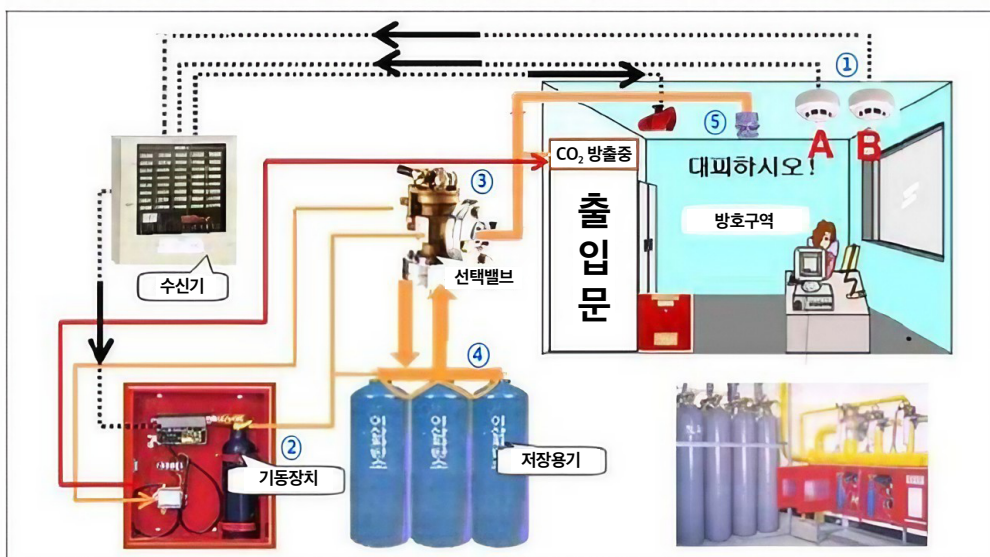 ①
A
B
⑤
CO₂ 방출중
대피하시오!
③
출
입
문
방호구역
선택밸브
수신기
④
②
기동장치
저장용기